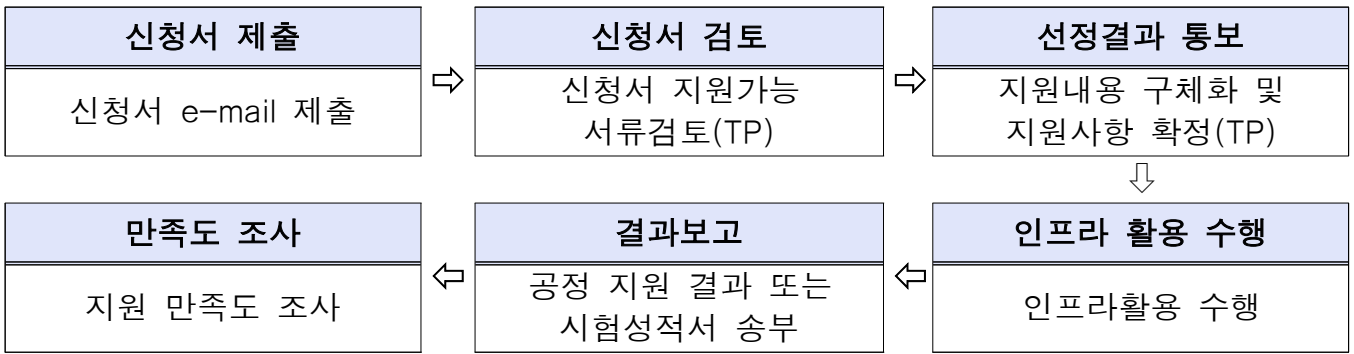 신청서 제출
신청서 e-mail 제출
신청서 검토
신청서 지원가능
서류검토(TP)
선정결과 통보
지원내용 구체화 및
지원사항 확정(TP)
인프라 활용 수행
인프라활용 수행
결과보고
공정 지원 결과 또는
시험성적서 송부
만족도 조사
지원 만족도 조사